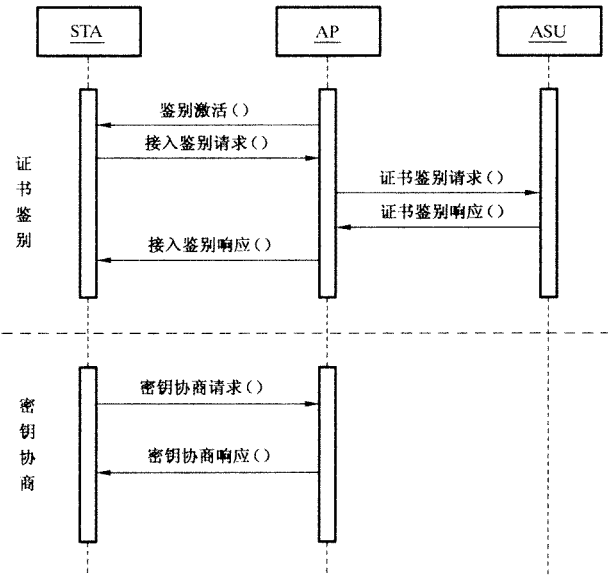 STA AP ASU
鉴别激活()
接入鉴别请求()
证书鉴别请求()
证书鉴别响应()
接入鉴别响应()
证书鉴别
密钥协商请求()
密钥协商响应()
密钥协商